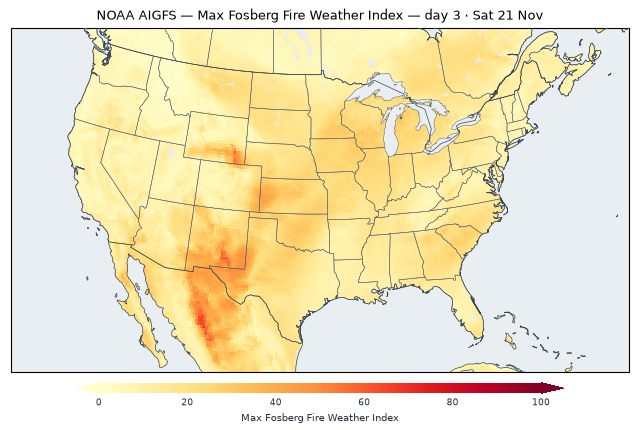 NOAA AIGFS — Max Fosberg Fire Weather Index — day 3 · Sat 21 Nov
0 20 40 60 80 100
Max Fosberg Fire Weather Index